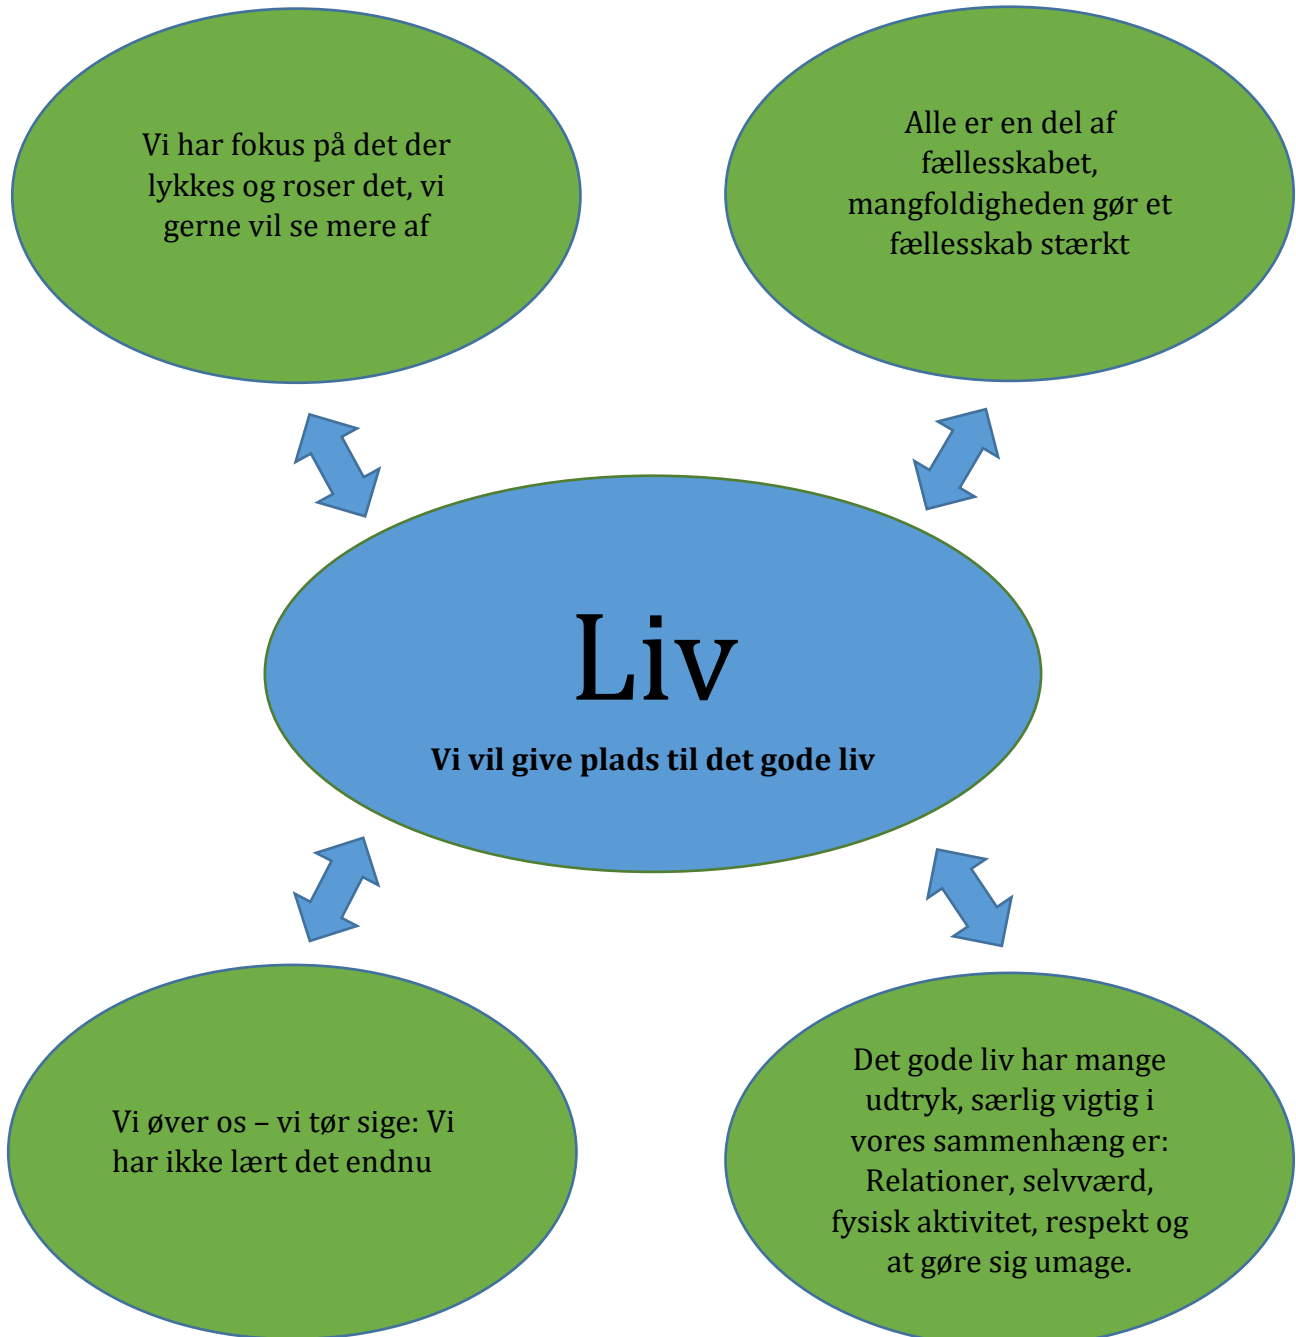 Vi har fokus på det der
lykkes og roser det, vi
gerne vil se mere af
Alle er en del af
fællesskabet,
mangfoldigheden gør et
fællesskab stærkt
Liv
Vi vil give plads til det gode liv
Vi øver os – vi tør sige: Vi
har ikke lært det endnu
Det gode liv har mange
udtryk, særlig vigtig i
vores sammenhæng er:
Relationer, selvværd,
fysisk aktivitet, respekt og
at gøre sig umage.